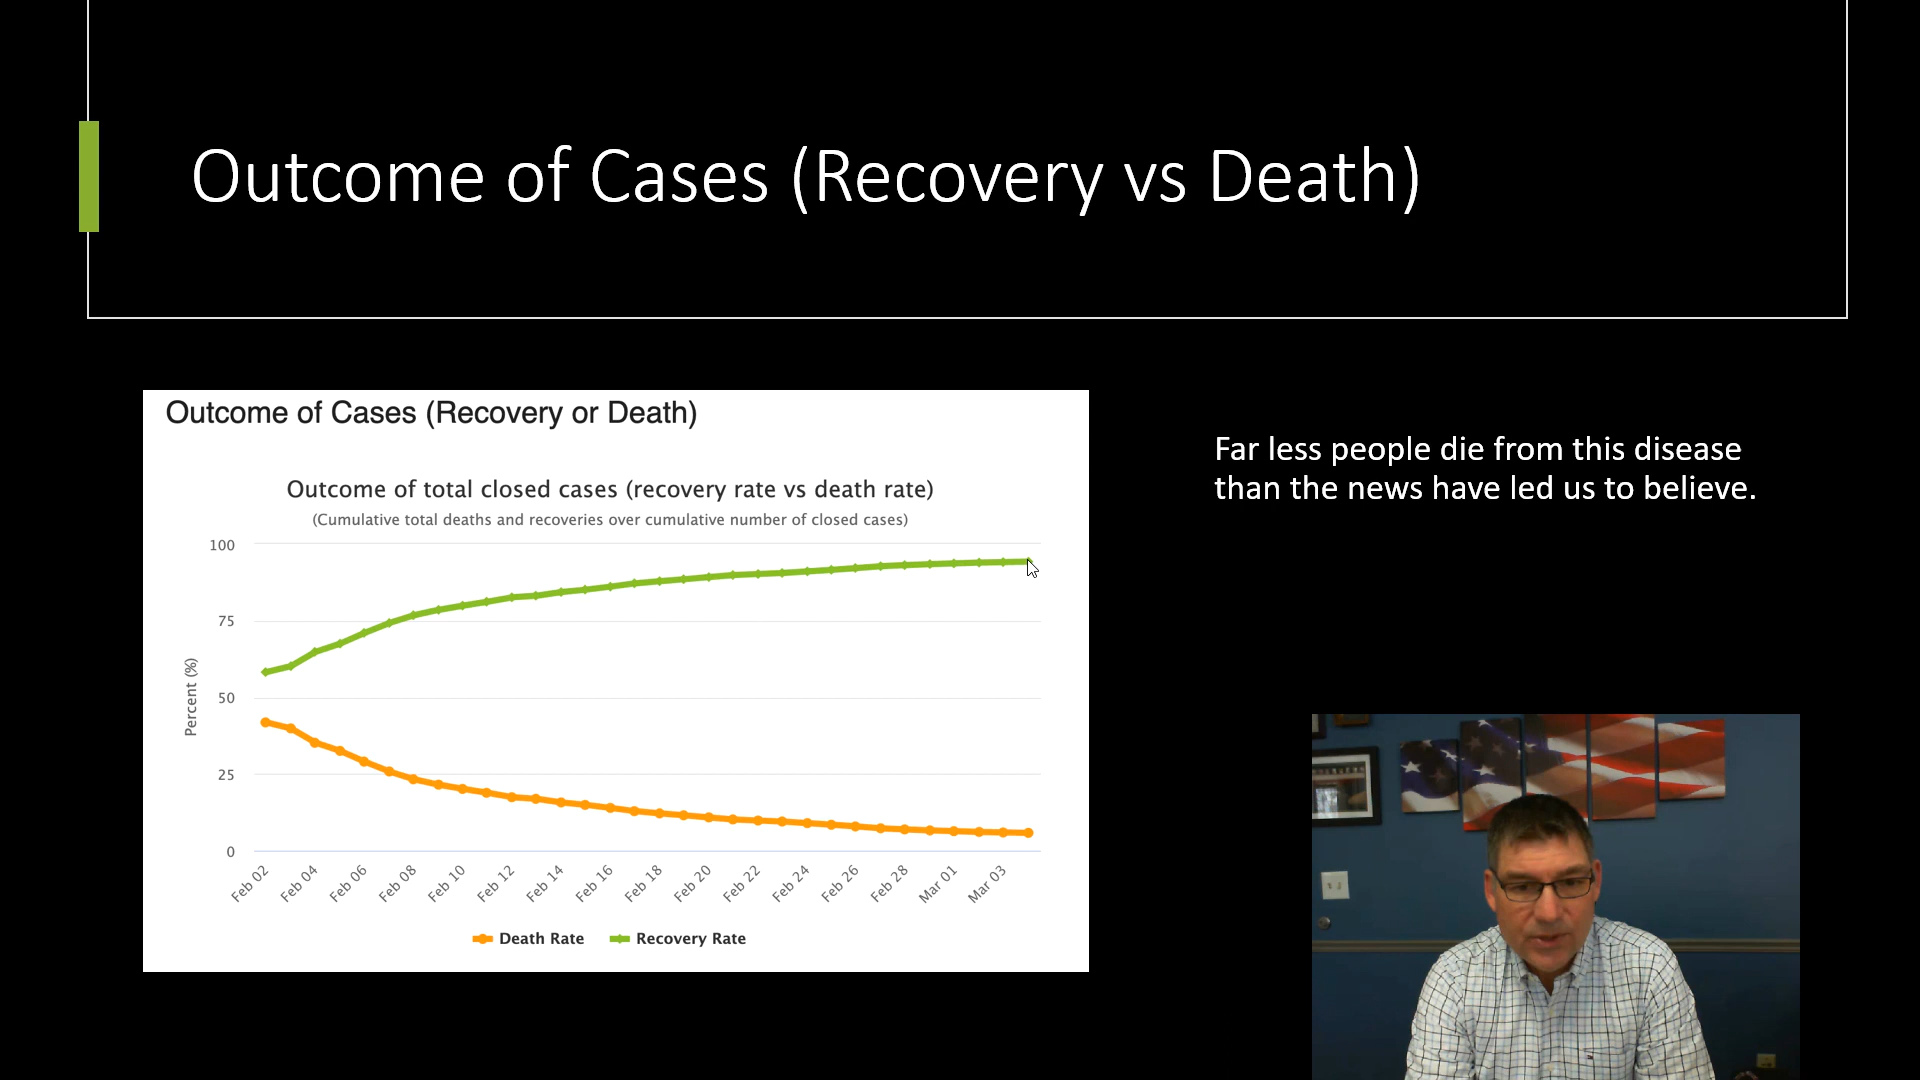 Outcome of Cases (Recovery vs Death)
Outcome of Cases (Recovery or Death)
Outcome of total closed cases (recovery rate vs death rate)
(Cumulative total deaths and recoveries over cumulative number of closed cases)
100
75
50
25
0
Percent (%)
Feb 02
Feb 04
Feb 06
Feb 08
Feb 10
Feb 12
Feb 14
Feb 16
Feb 18
Feb 20
Feb 22
Feb 24
Feb 26
Feb 28
Mar 01
Mar 03
Death Rate
Recovery Rate
Far less people die from this disease
than the news have led us to believe.